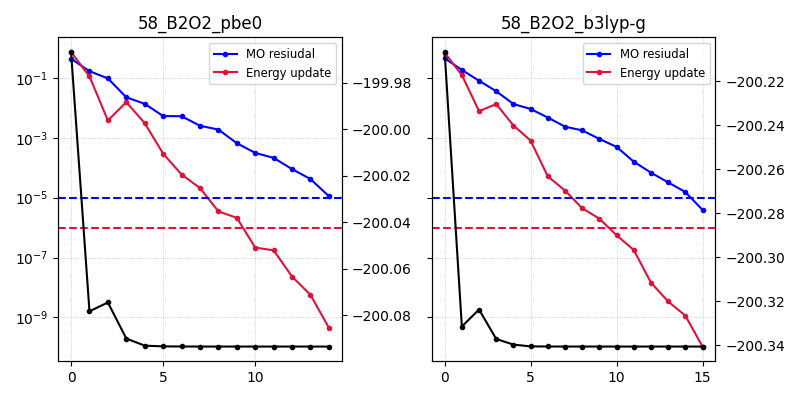 58_B2O2_pbe0
58_B2O2_b3lyp-g
MO resiudal
Energy update
MO resiudal
Energy update
10⁻¹
10⁻³
10⁻⁵
10⁻⁷
10⁻⁹
−199.98
−200.00
−200.02
−200.04
−200.06
−200.08
−200.22
−200.24
−200.26
−200.28
−200.30
−200.32
−200.34
0 5 10
0 5 10 15